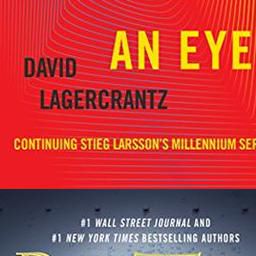 AN EYE
DAVID
LAGERCRANTZ
CONTINUING STIEG LARSSON'S MILLENNIUM SER
#1 WALL STREET JOURNAL AND
#1 NEW YORK TIMES BESTSELLING AUTHORS